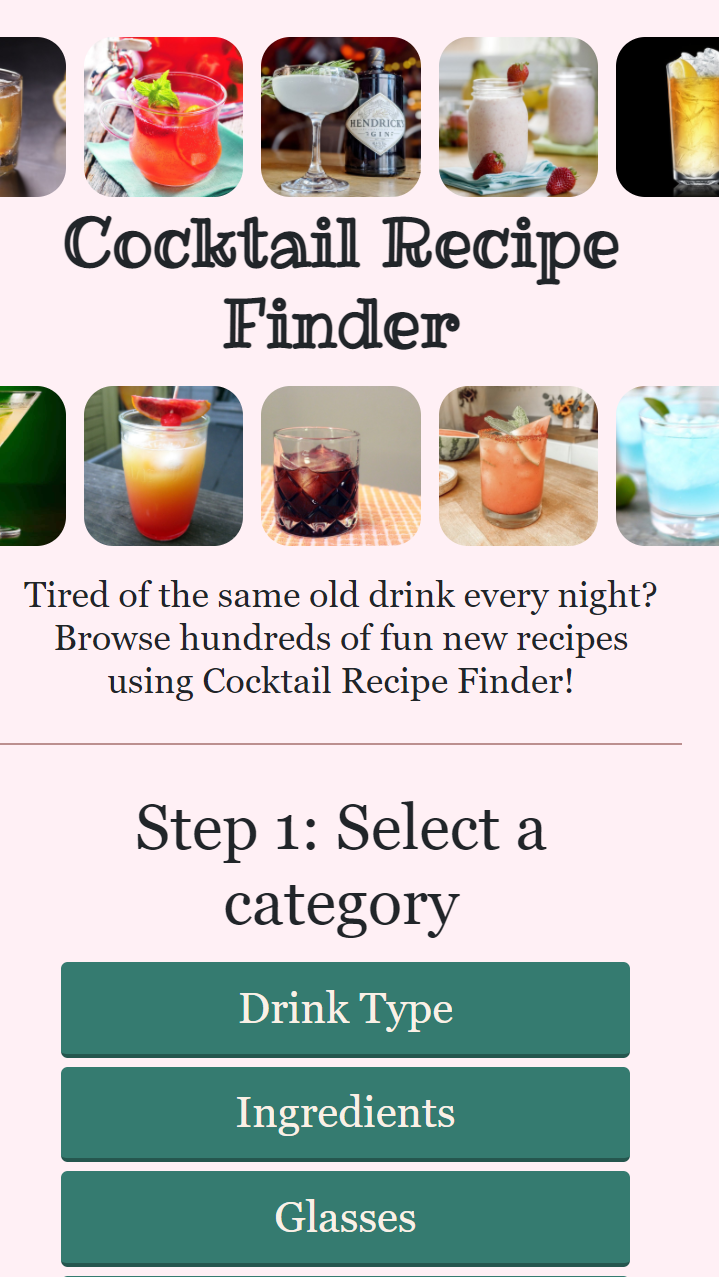 HENDRICK'S
GIN
Cocktail Recipe
Finder
Tired of the same old drink every night?
Browse hundreds of fun new recipes
using Cocktail Recipe Finder!
Step 1: Select a
category
Drink Type
Ingredients
Glasses